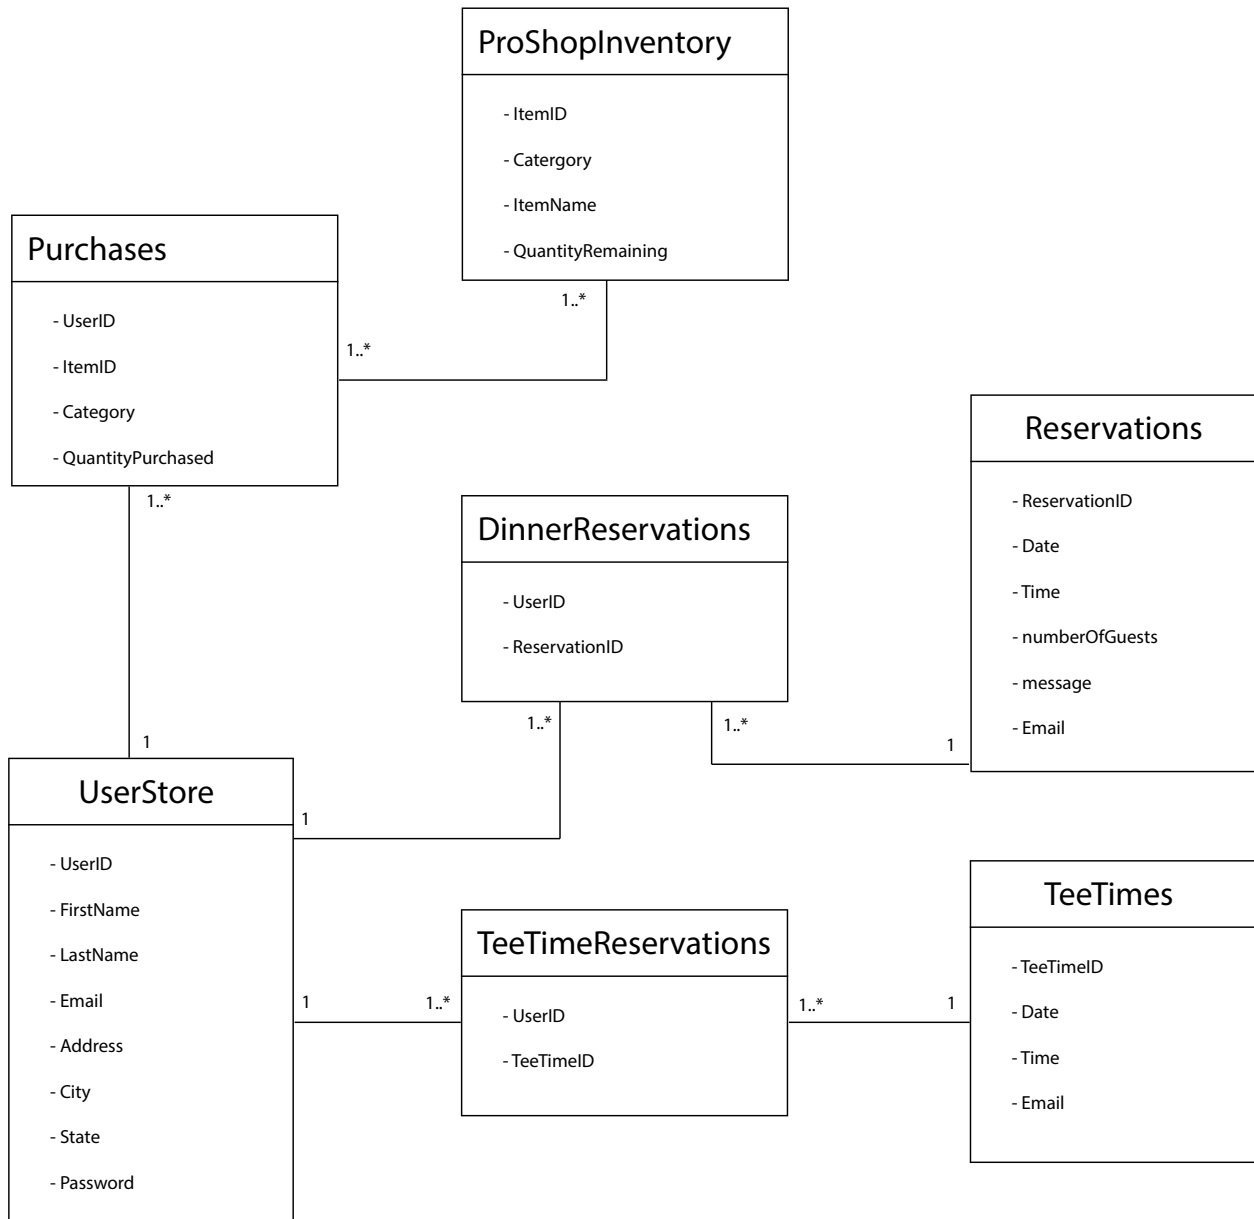 ProShopInventory
- ItemID
- Catergory
- ItemName
- QuantityRemaining
1..*
Purchases
- UserID
- ItemID
- Category
- QuantityPurchased
1..*
1..*
Reservations
- ReservationID
- Date
- Time
- numberOfGuests
- message
- Email
DinnerReservations
- UserID
- ReservationID
1..*
1..*
1
1
UserStore
- UserID
- FirstName
- LastName
- Email
- Address
- City
- State
- Password
1
1
1..*
TeeTimeReservations
- UserID
- TeeTimeID
1..*
1
TeeTimes
- TeeTimeID
- Date
- Time
- Email